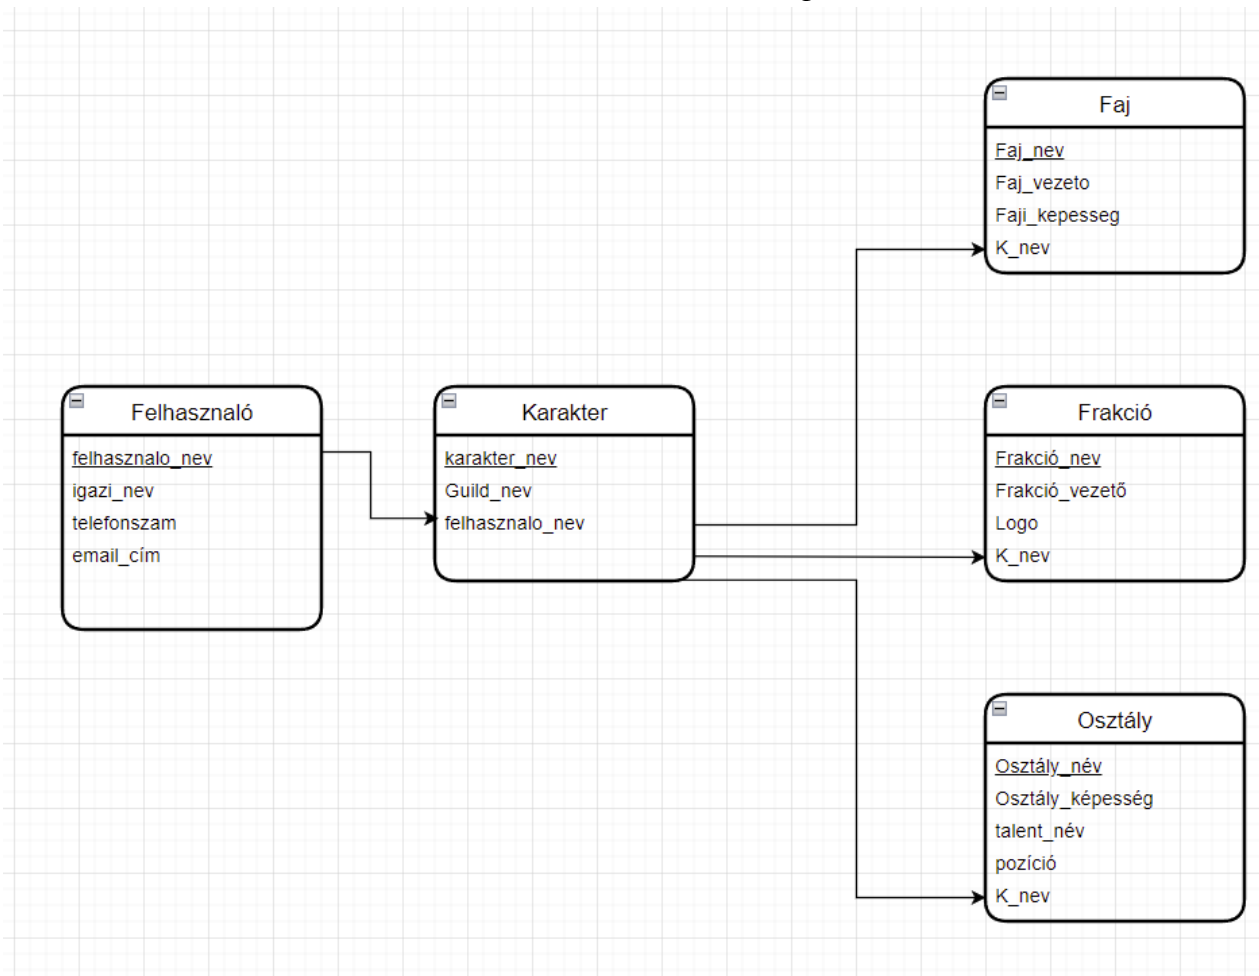 Felhasznaló
felhasznalo_nev
igazi_nev
telefonszam
email_cím
Karakter
karakter_nev
Guild_nev
felhasznalo_nev
Faj
Faj_nev
Faj_vezeto
Faji_kepesseg
K_nev
Frakció
Frakció_nev
Frakció_vezető
Logo
K_nev
Osztály
Osztály_név
Osztály_képesség
talent_név
pozíció
K_nev